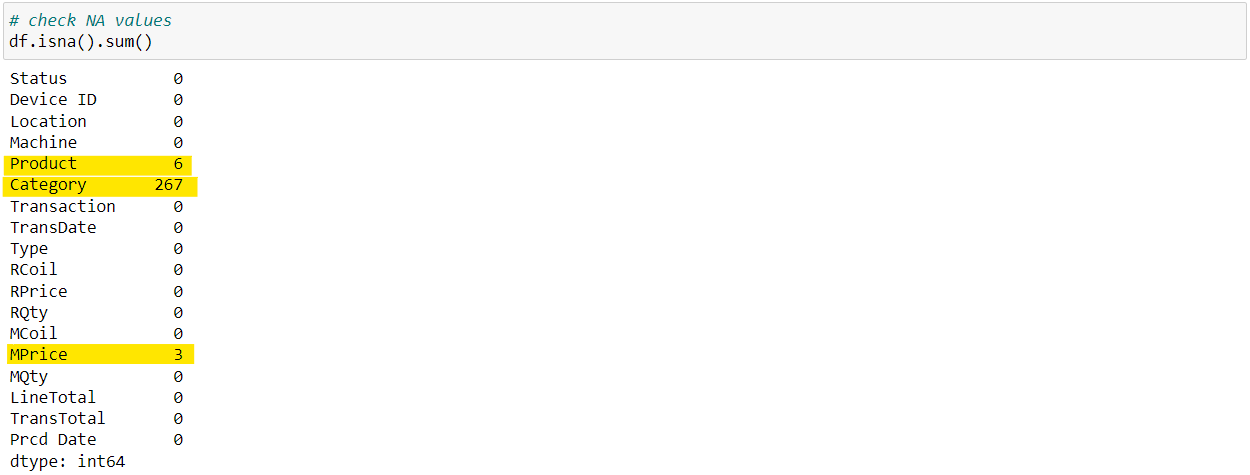 # check NA values
df.isna().sum()
Status 0
Device ID 0
Location 0
Machine 0
Product 6
Category 267
Transaction 0
TransDate 0
Type 0
RCoil 0
RPrice 0
RQty 0
MCoil 0
MPrice 3
MQty 0
LineTotal 0
TransTotal 0
Prcd Date 0
dtype: int64